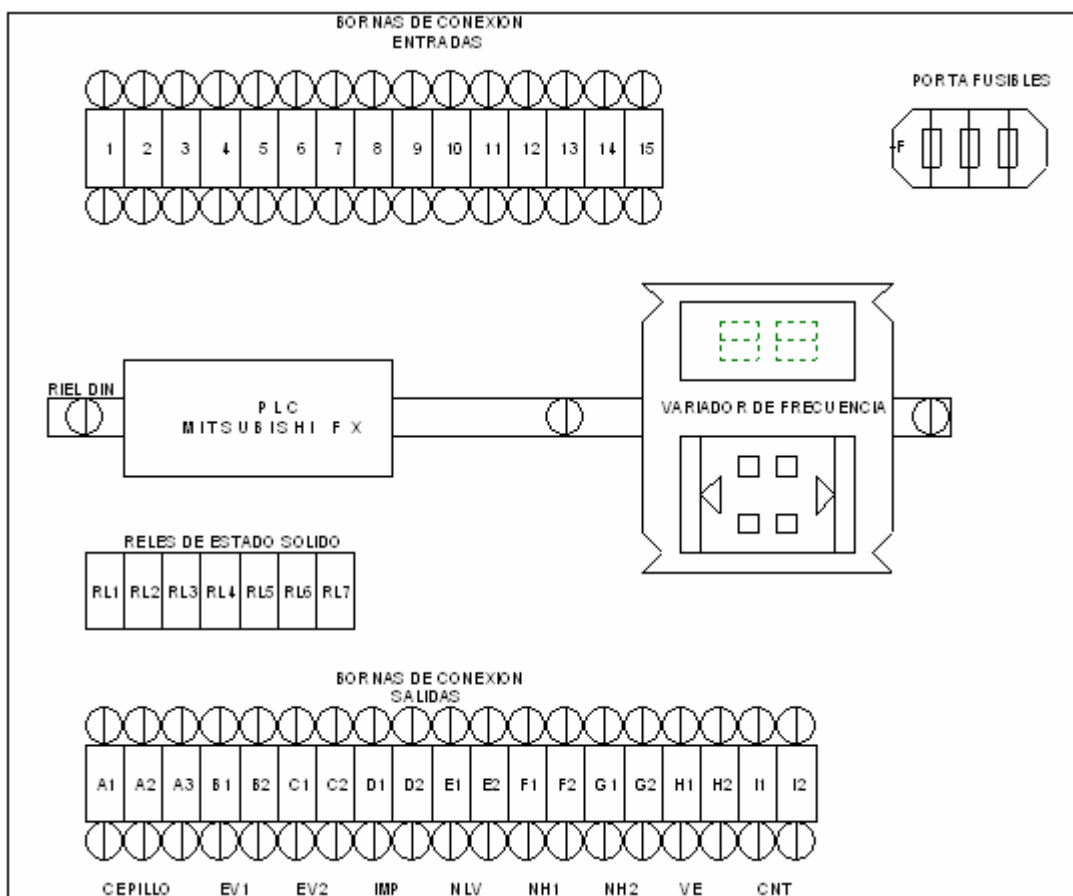 BORNAS DE CONEXION
ENTRADAS
PORTA FUSIBLES
1 2 3 4 5 6 7 8 9 10 11 12 13 14 15
F
RIEL DIN
PLC
MITSUBISHI FX
VARIADOR DE FRECUENCIA
RELES DE ESTADO SOLIDO
RL1 RL2 RL3 RL4 RL5 RL6 RL7
BORNAS DE CONEXION
SALIDAS
A1 A2 A3 B1 B2 C1 C2 D1 D2 E1 E2 F1 F2 G1 G2 H1 H2 I1 I2
CEPILLO EV1 EV2 IMP NLV NH1 NH2 VE CNT